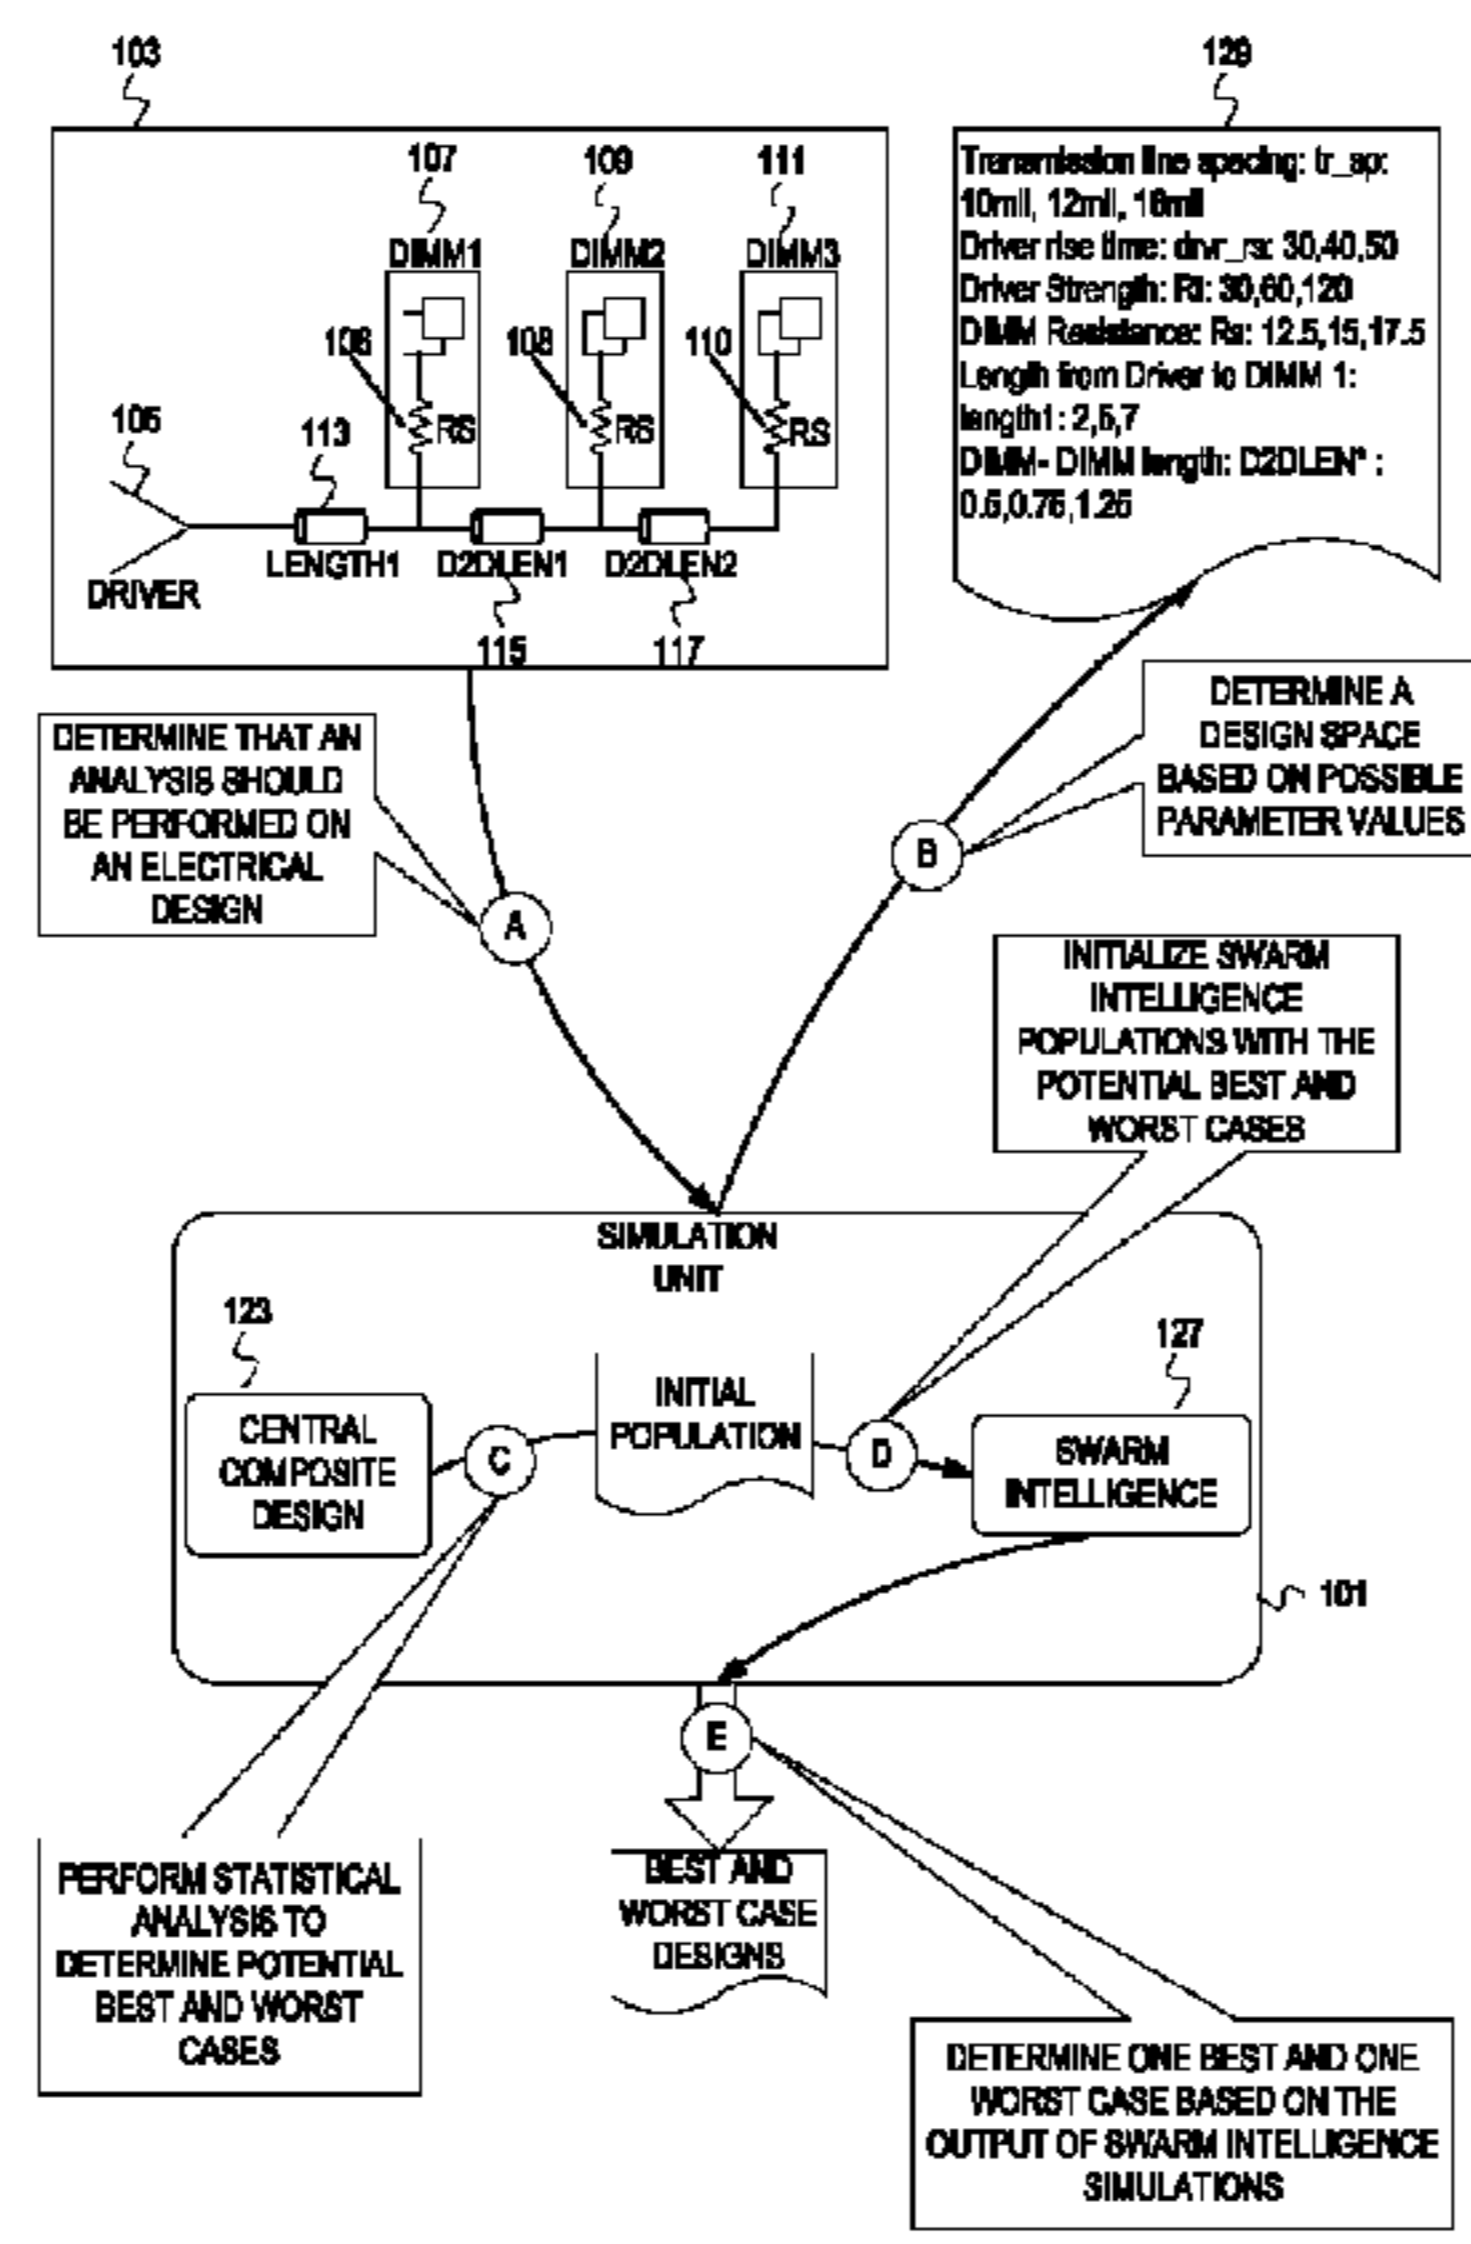 103
129
107
109
111
DIMM1
DIMM2
DIMM3
106
108
110
RS
RS
RS
105
113
LENGTH1
D2DLEN1
D2DLEN2
DRIVER
115
117
Transmission line spacing: tr_sp:
10mil, 12mil, 16mil
Driver rise time: drvr_rs: 30,40,50
Driver Strength: Ri: 30,60,120
DIMM Resistance: Rs: 12.5,15,17.5
Length from Driver to DIMM 1:
length1: 2,5,7
DIMM- DIMM length: D2DLEN* :
0.5,0.75,1.25
DETERMINE THAT AN
ANALYSIS SHOULD
BE PERFORMED ON
AN ELECTRICAL
DESIGN
A
DETERMINE A
DESIGN SPACE
BASED ON POSSIBLE
PARAMETER VALUES
B
INITIALIZE SWARM
INTELLIGENCE
POPULATIONS WITH THE
POTENTIAL BEST AND
WORST CASES
SIMULATION
UNIT
123
CENTRAL
COMPOSITE
DESIGN
C
INITIAL
POPULATION
D
127
SWARM
INTELLIGENCE
101
E
PERFORM STATISTICAL
ANALYSIS TO
DETERMINE POTENTIAL
BEST AND WORST
CASES
BEST AND
WORST CASE
DESIGNS
DETERMINE ONE BEST AND ONE
WORST CASE BASED ON THE
OUTPUT OF SWARM INTELLIGENCE
SIMULATIONS